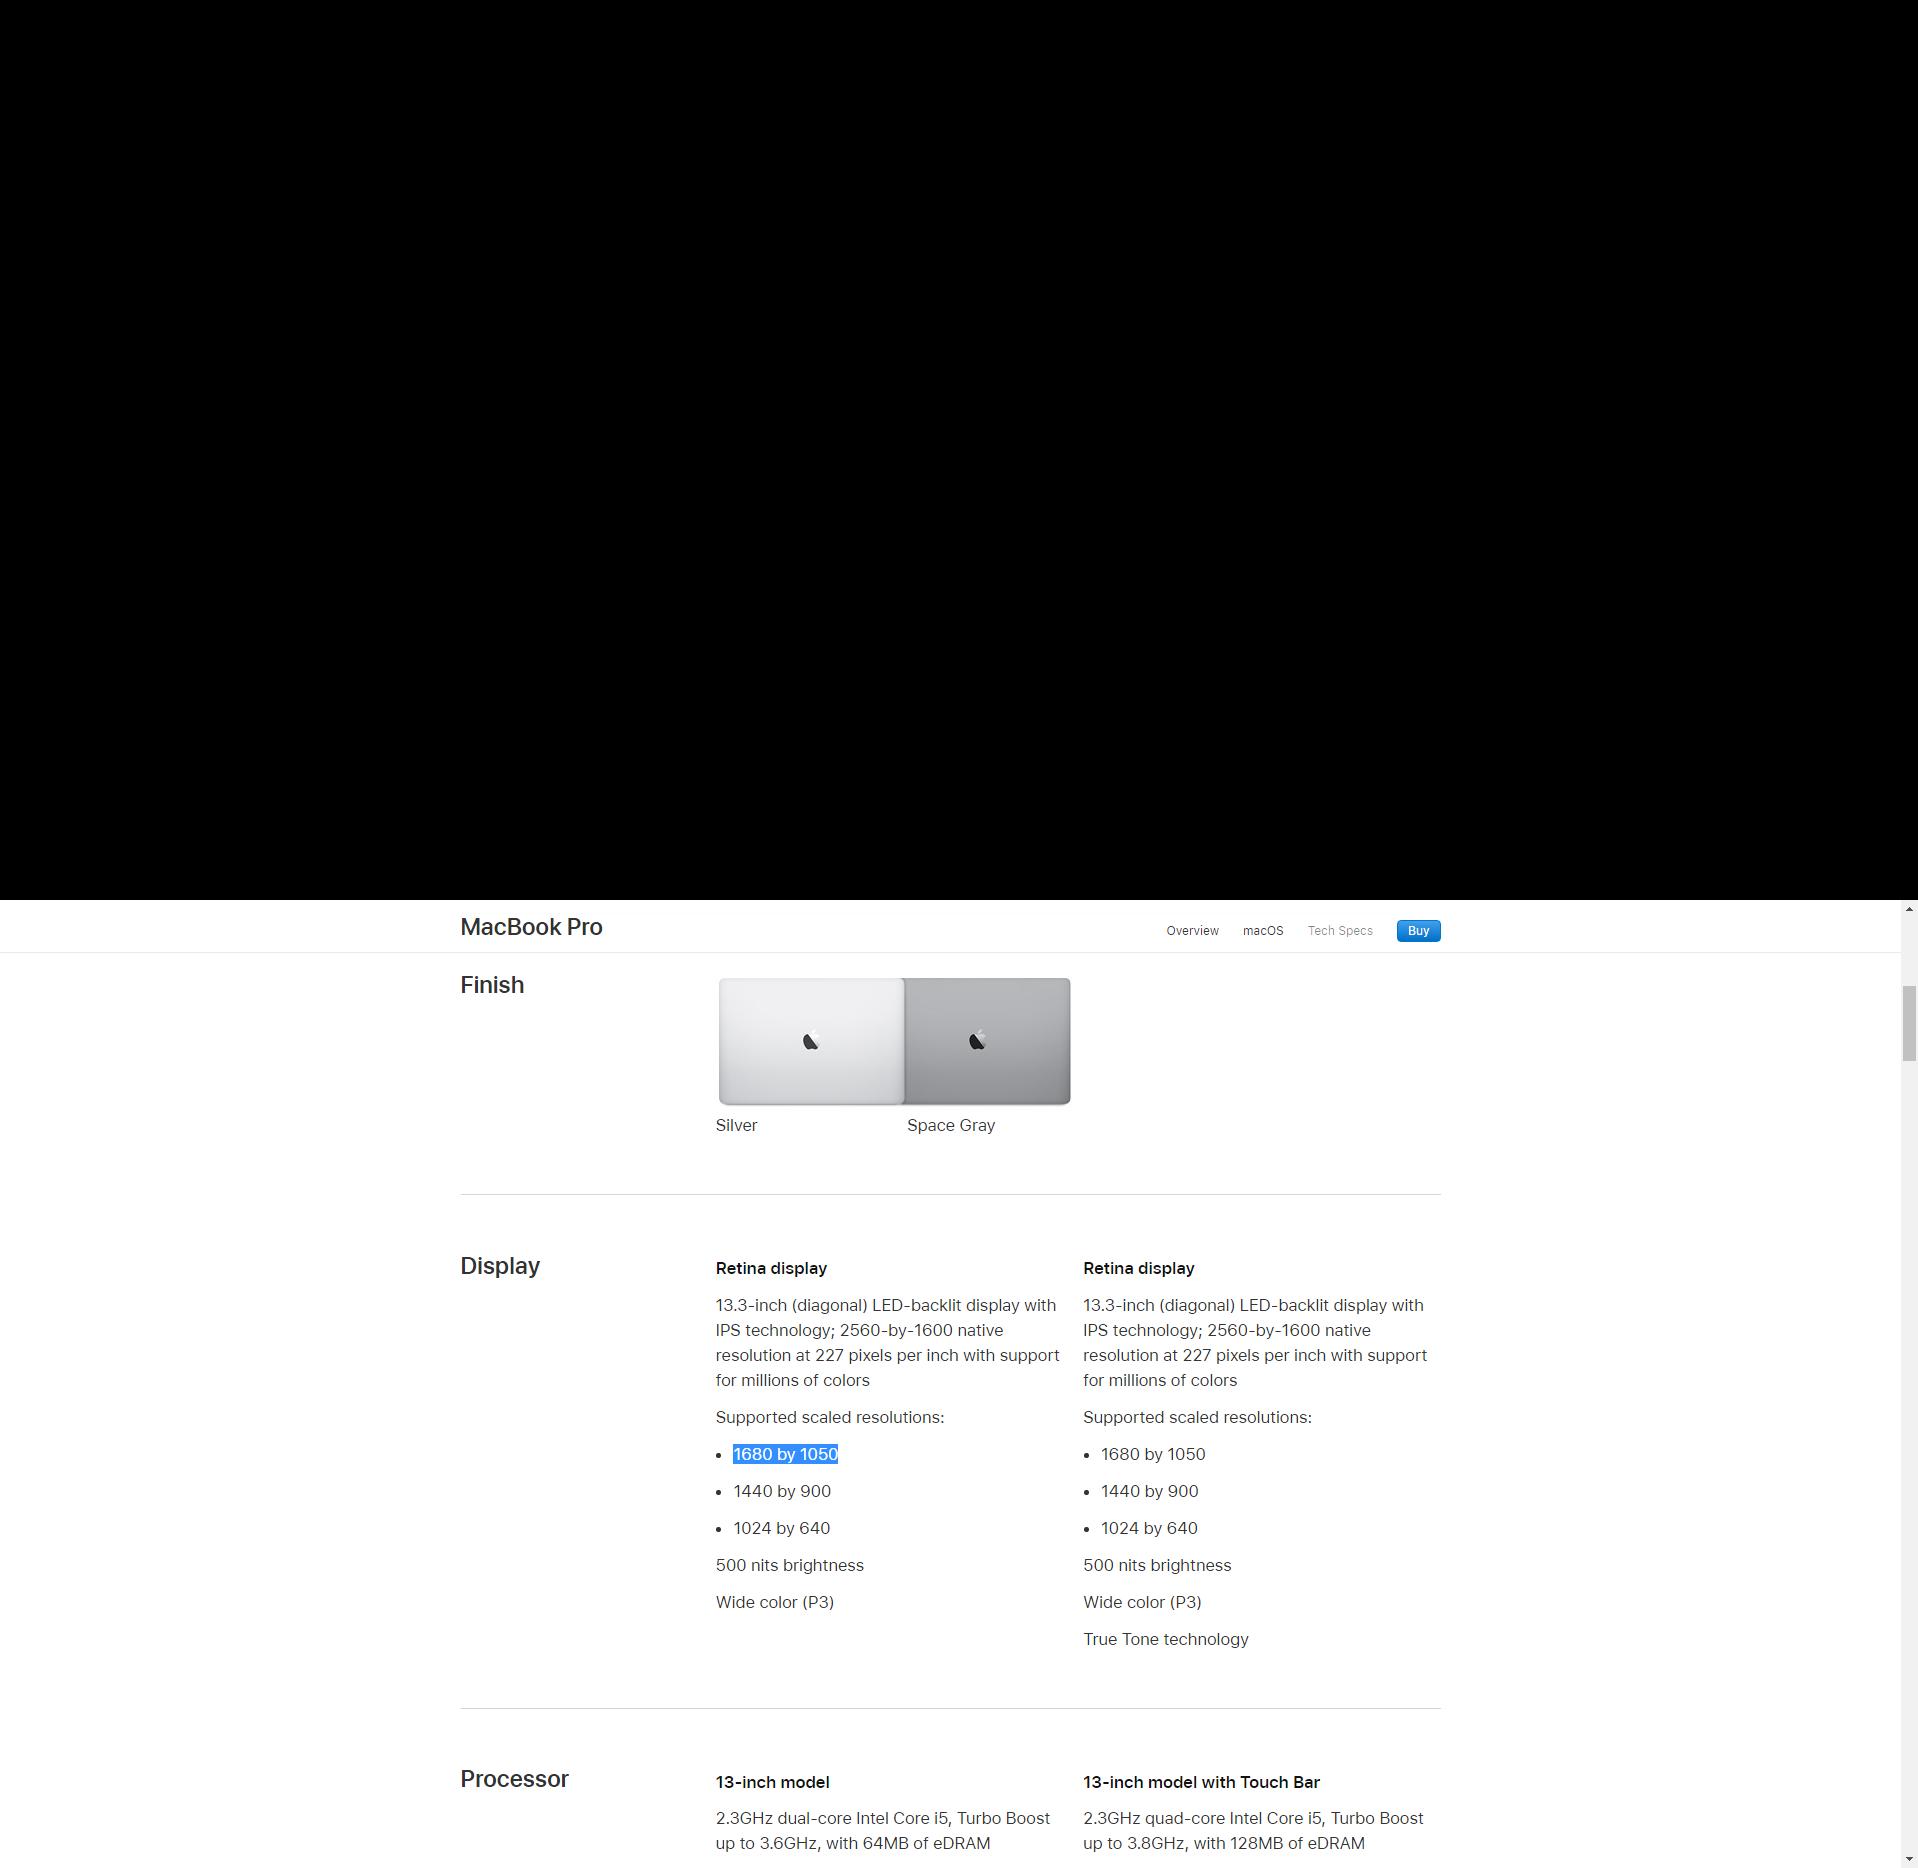 MacBook Pro
Overview macOS Tech Specs Buy
Finish
Silver Space Gray
Display
Retina display
13.3-inch (diagonal) LED-backlit display with
IPS technology; 2560-by-1600 native
resolution at 227 pixels per inch with support
for millions of colors
Supported scaled resolutions:
• 1680 by 1050
• 1440 by 900
• 1024 by 640
500 nits brightness
Wide color (P3)
Retina display
13.3-inch (diagonal) LED-backlit display with
IPS technology; 2560-by-1600 native
resolution at 227 pixels per inch with support
for millions of colors
Supported scaled resolutions:
• 1680 by 1050
• 1440 by 900
• 1024 by 640
500 nits brightness
Wide color (P3)
True Tone technology
Processor
13-inch model
2.3GHz dual-core Intel Core i5, Turbo Boost
up to 3.6GHz, with 64MB of eDRAM
13-inch model with Touch Bar
2.3GHz quad-core Intel Core i5, Turbo Boost
up to 3.8GHz, with 128MB of eDRAM